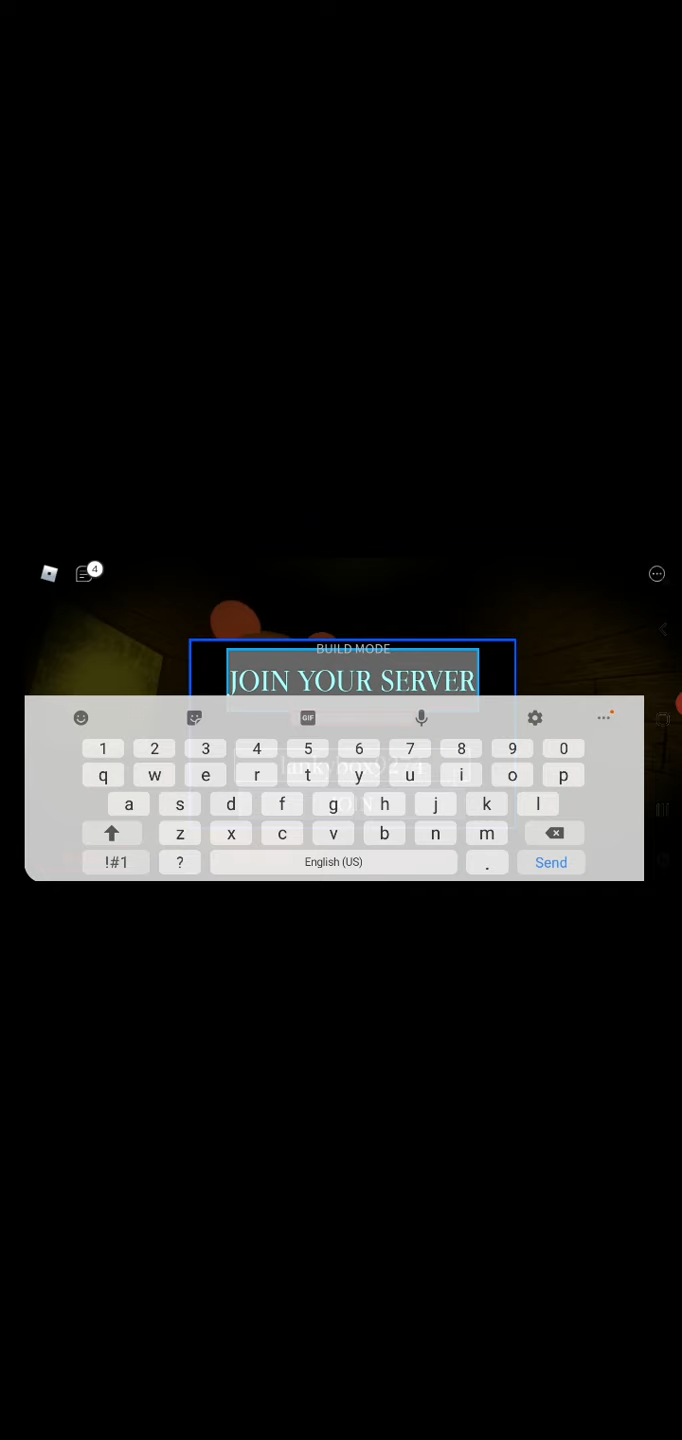 4
BUILD MODE
JOIN YOUR SERVER
GIF
1 2 3 4 5 6 7 8 9 0
q w e r t y u i o p
a s d f g h j k l
z x c v b n m
!#1 ? English (US) . Send